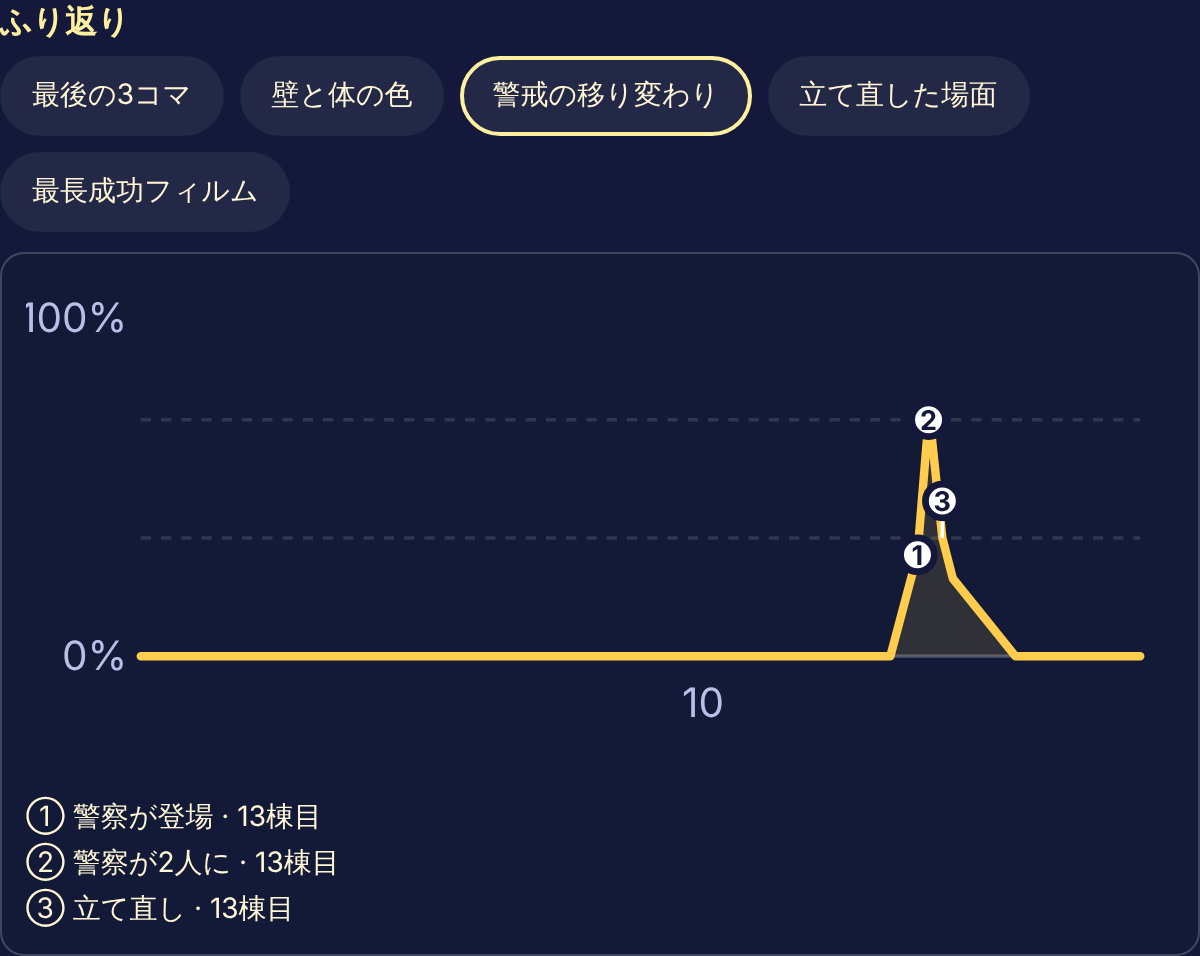 ふり返り
最後の3コマ
壁と体の色
警戒の移り変わり
立て直した場面
最長成功フィルム
100%
2
3
1
0%
10
① 警察が登場 · 13棟目
② 警察が2人に · 13棟目
③ 立て直し · 13棟目